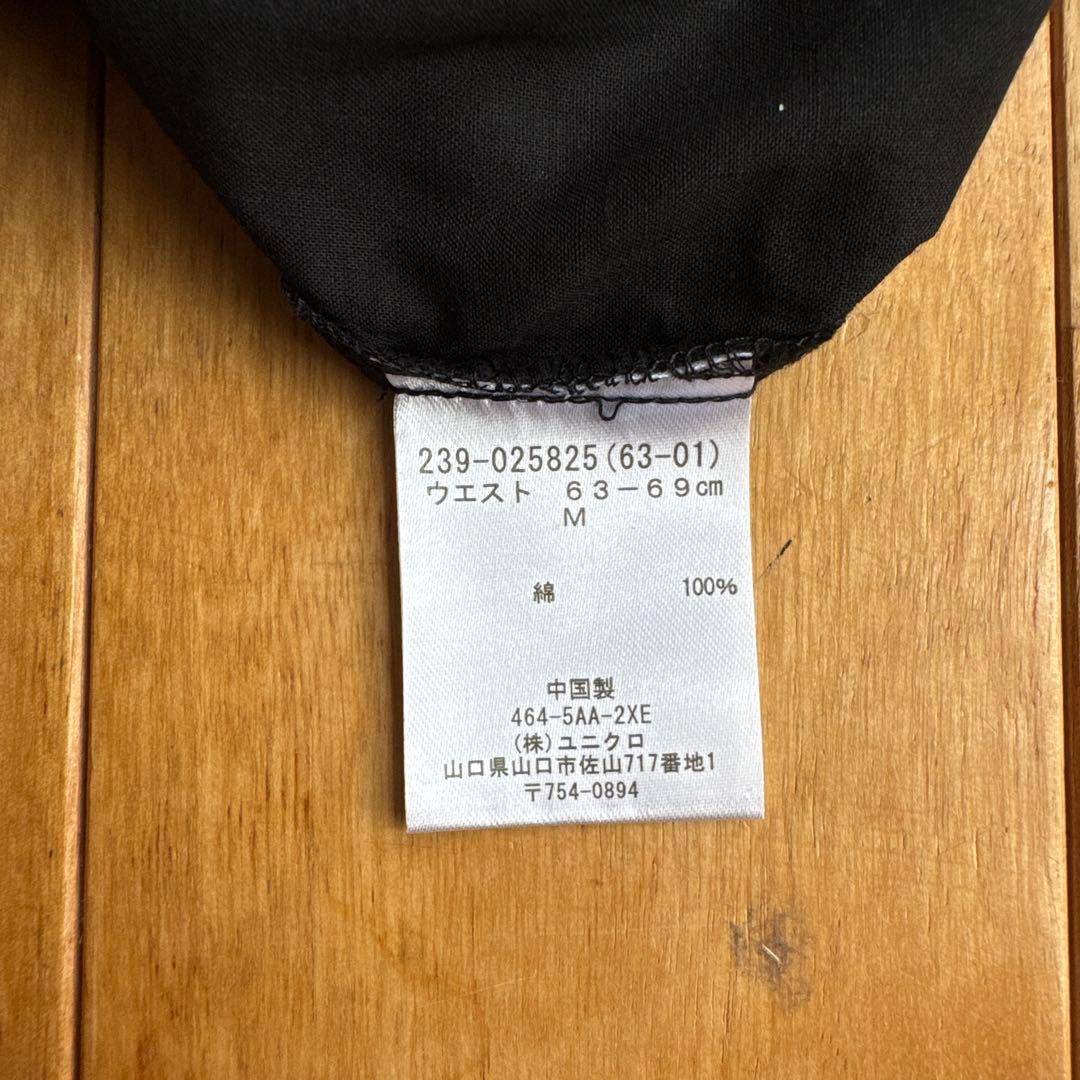 239-025825(63-01)
ウエスト 63-69cm
M
綿 100%
中国製
464-5AA-2XE
(株)ユニクロ
山口県山口市佐山717番地1
〒754-0894